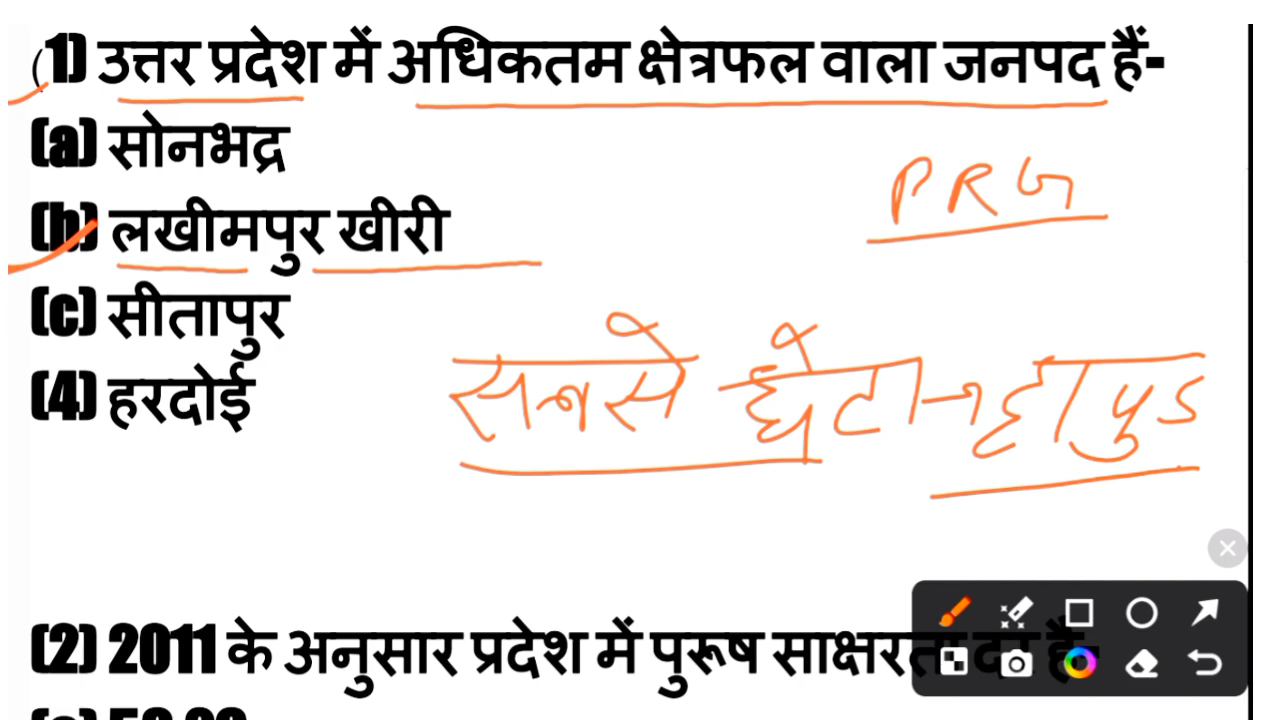 (1) उत्तर प्रदेश में अधिकतम क्षेत्रफल वाला जनपद हैं-
(a) सोनभद्र
PRG
(b) लखीमपुर खीरी
(c) सीतापुर
(4) हरदोई
सबसे छोटा → हापुड
(2) 2011 के अनुसार प्रदेश में पुरूष साक्षरता दर है-